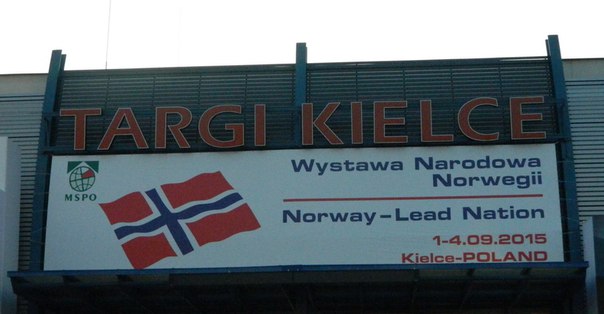 TARGI KIELCE
MSPO
Wystawa Narodowa
Norwegii
Norway-Lead Nation
1-4.09.2015
Kielce-POLAND